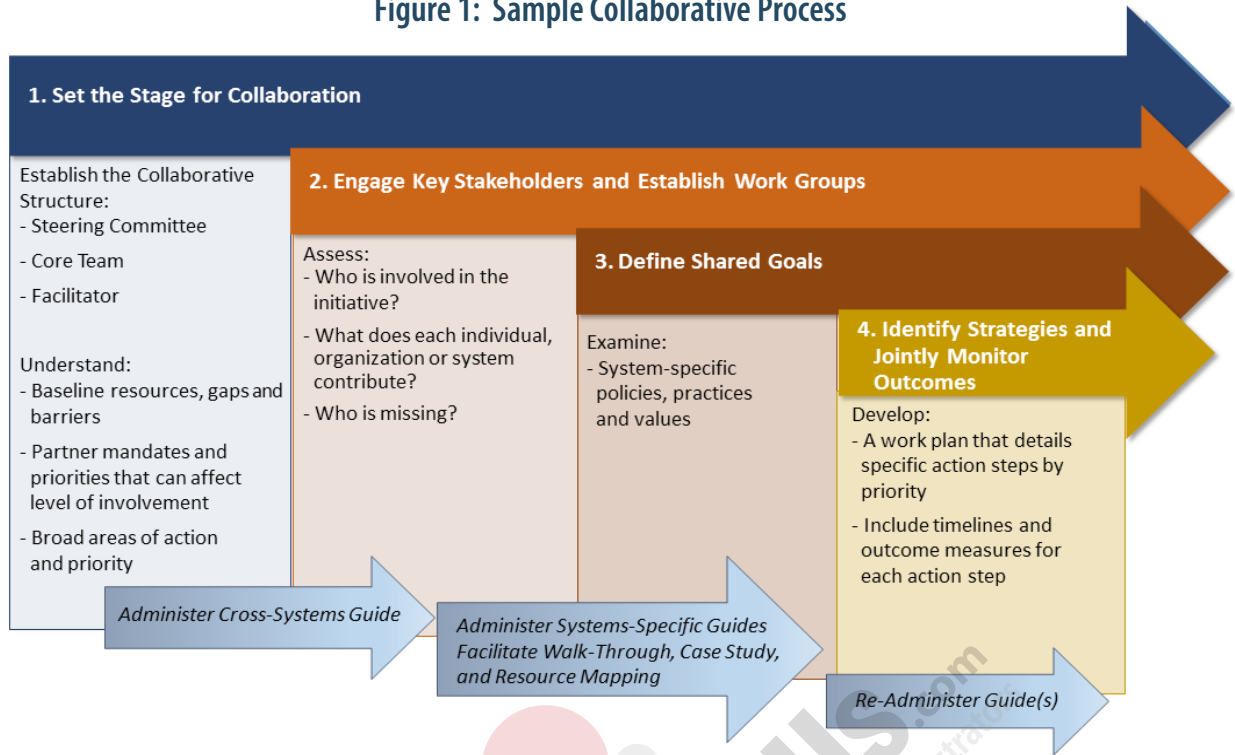 Figure 1: Sample Collaborative Process
1. Set the Stage for Collaboration
Establish the Collaborative
Structure:
- Steering Committee
- Core Team
- Facilitator
Understand:
- Baseline resources, gaps and
barriers
- Partner mandates and
priorities that can affect
level of involvement
- Broad areas of action
and priority
2. Engage Key Stakeholders and Establish Work Groups
Assess:
- Who is involved in the
initiative?
- What does each individual,
organization or system
contribute?
- Who is missing?
3. Define Shared Goals
Examine:
- System-specific
policies, practices
and values
4. Identify Strategies and
Jointly Monitor
Outcomes
Develop:
- A work plan that details
specific action steps by
priority
- Include timelines and
outcome measures for
each action step
Administer Cross-Systems Guide
Administer Systems-Specific Guides
Facilitate Walk-Through, Case Study,
and Resource Mapping
Re-Administer Guide(s)
.com